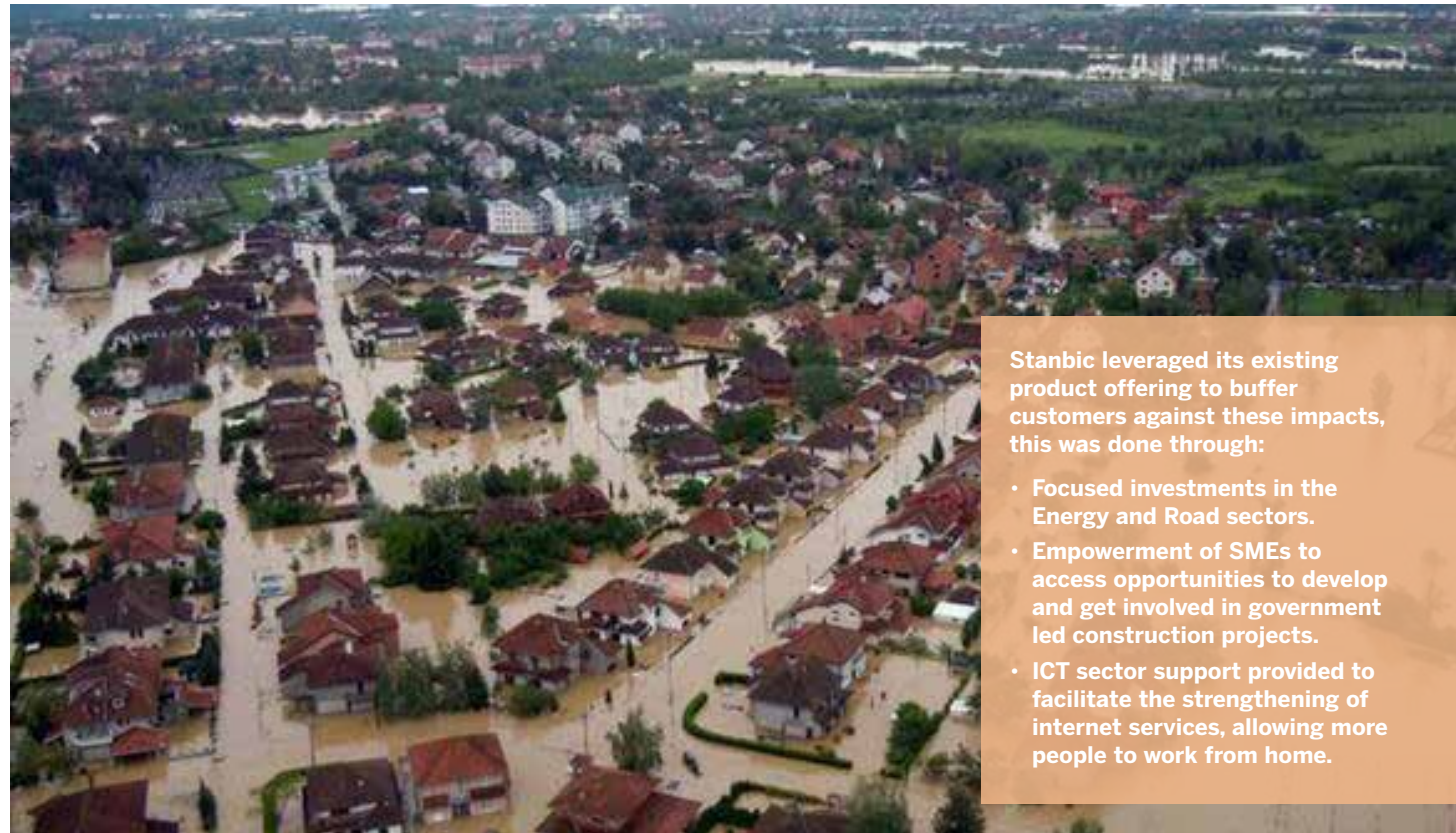 Stanbic leveraged its existing
product offering to buffer
customers against these impacts,
this was done through:
• Focused investments in the
Energy and Road sectors.
• Empowerment of SMEs to
access opportunities to develop
and get involved in government
led construction projects.
• ICT sector support provided to
facilitate the strengthening of
internet services, allowing more
people to work from home.